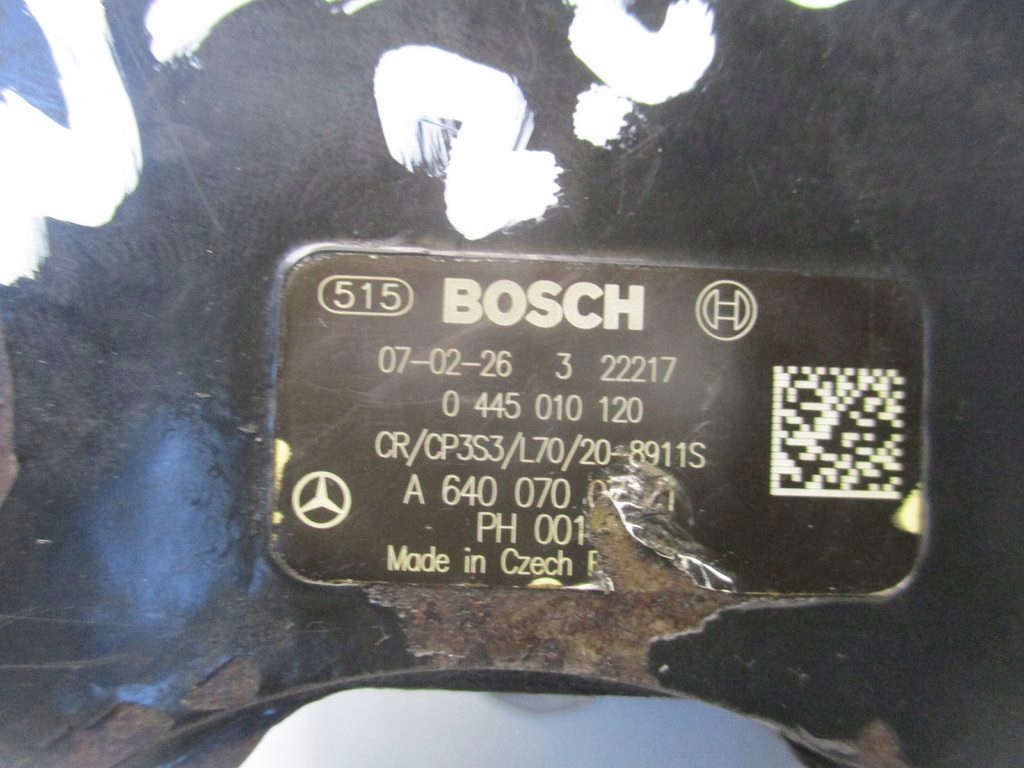 515 BOSCH H
07-02-26 3 22217
0 445 010 120
CR/CP3S3/L70/20-8911S
A 640 070
PH 001
Made in Czech